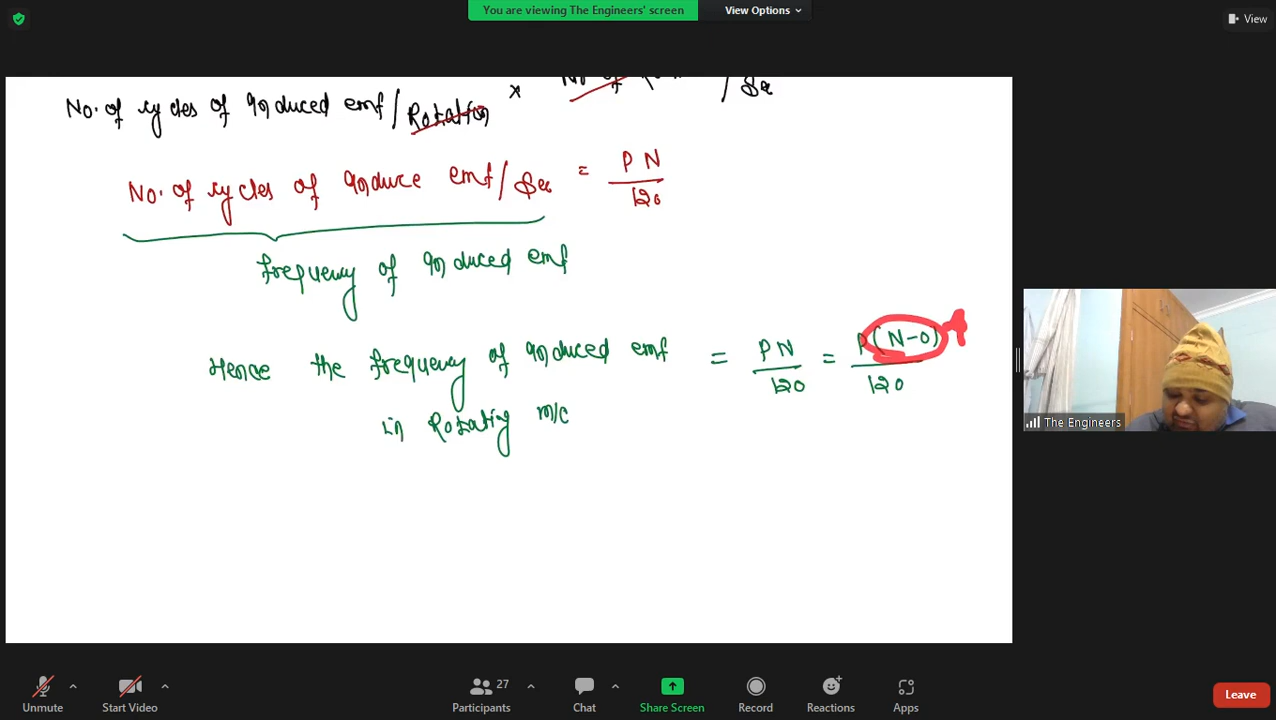 You are viewing The Engineers' screen
View Options
View
No. of cycles of induced emf/Rotation × No of /Sec
No. of cycles of induce emf/Sec = PN/120
frequency of induced emf
Hence the frequency of induced emf = PN/120 = P(N-0)/120
in Rotating m/c
The Engineers
Unmute
Start Video
27
Participants
Chat
Share Screen
Record
Reactions
Apps
Leave